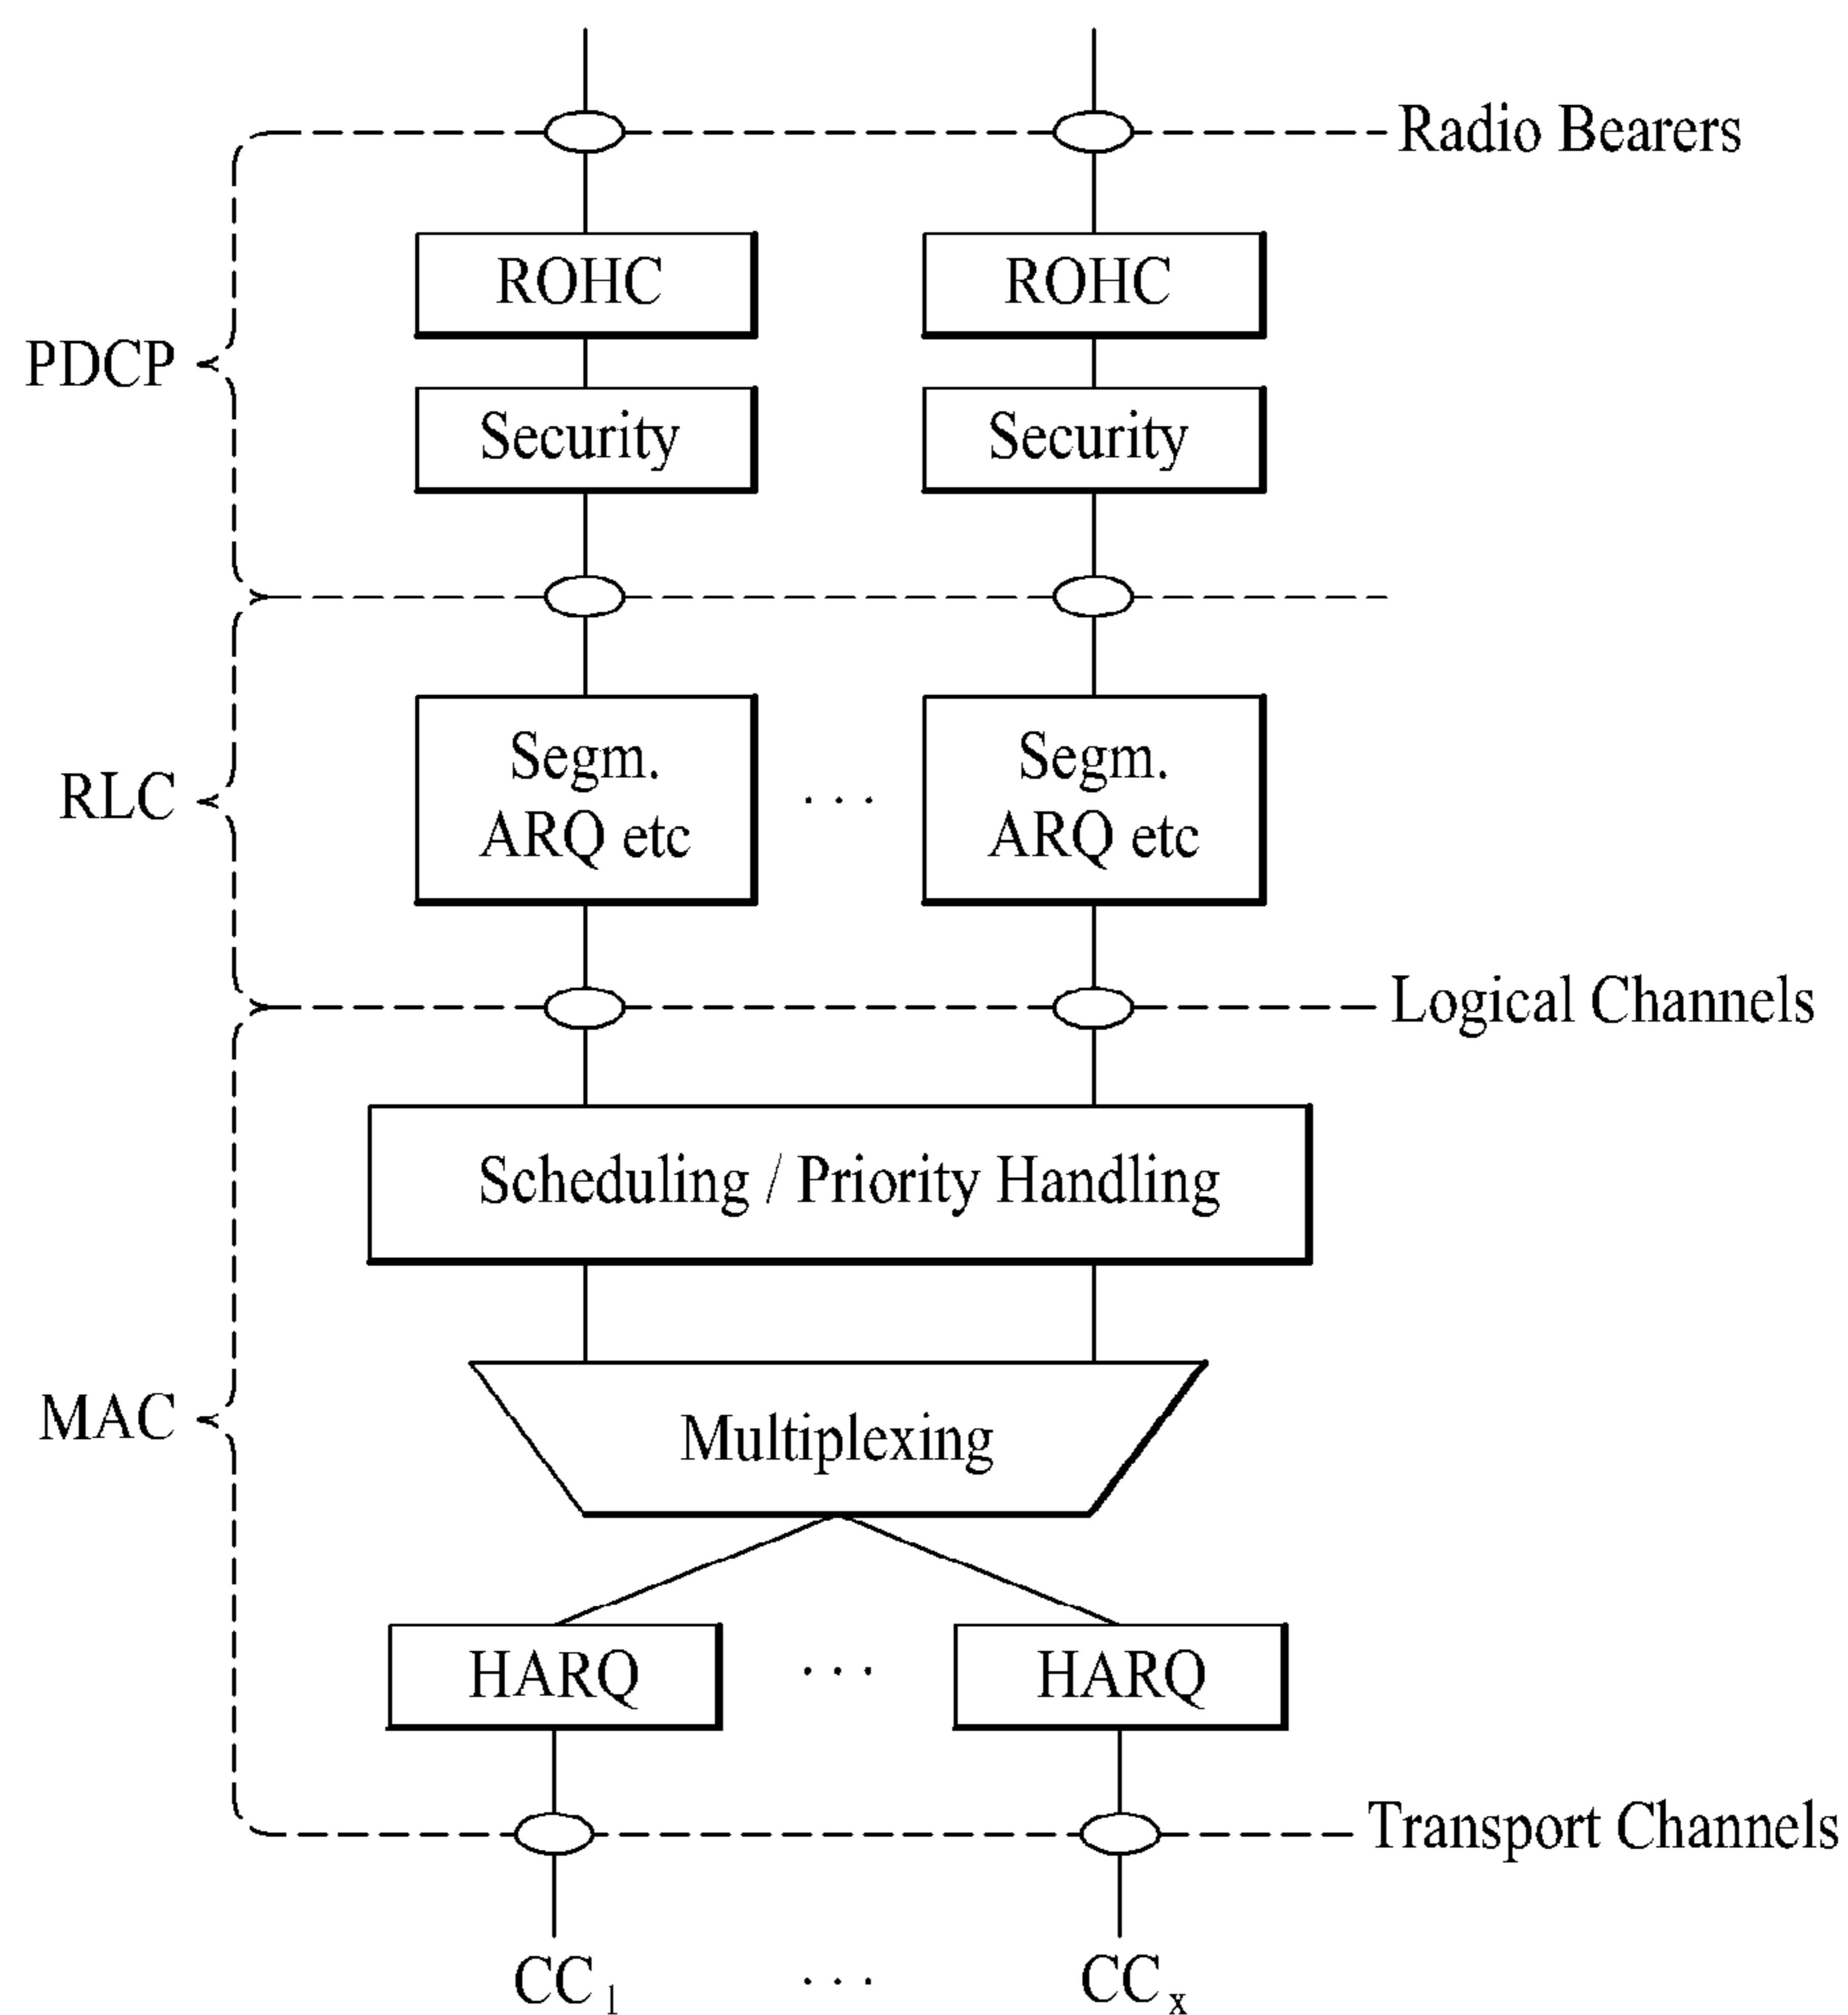 Radio Bearers
ROHC ROHC
PDCP
Security Security
Segm. Segm.
RLC ...
ARQ etc ARQ etc
Logical Channels
Scheduling / Priority Handling
MAC
Multiplexing
HARQ ... HARQ
Transport Channels
CC1 ... CCx